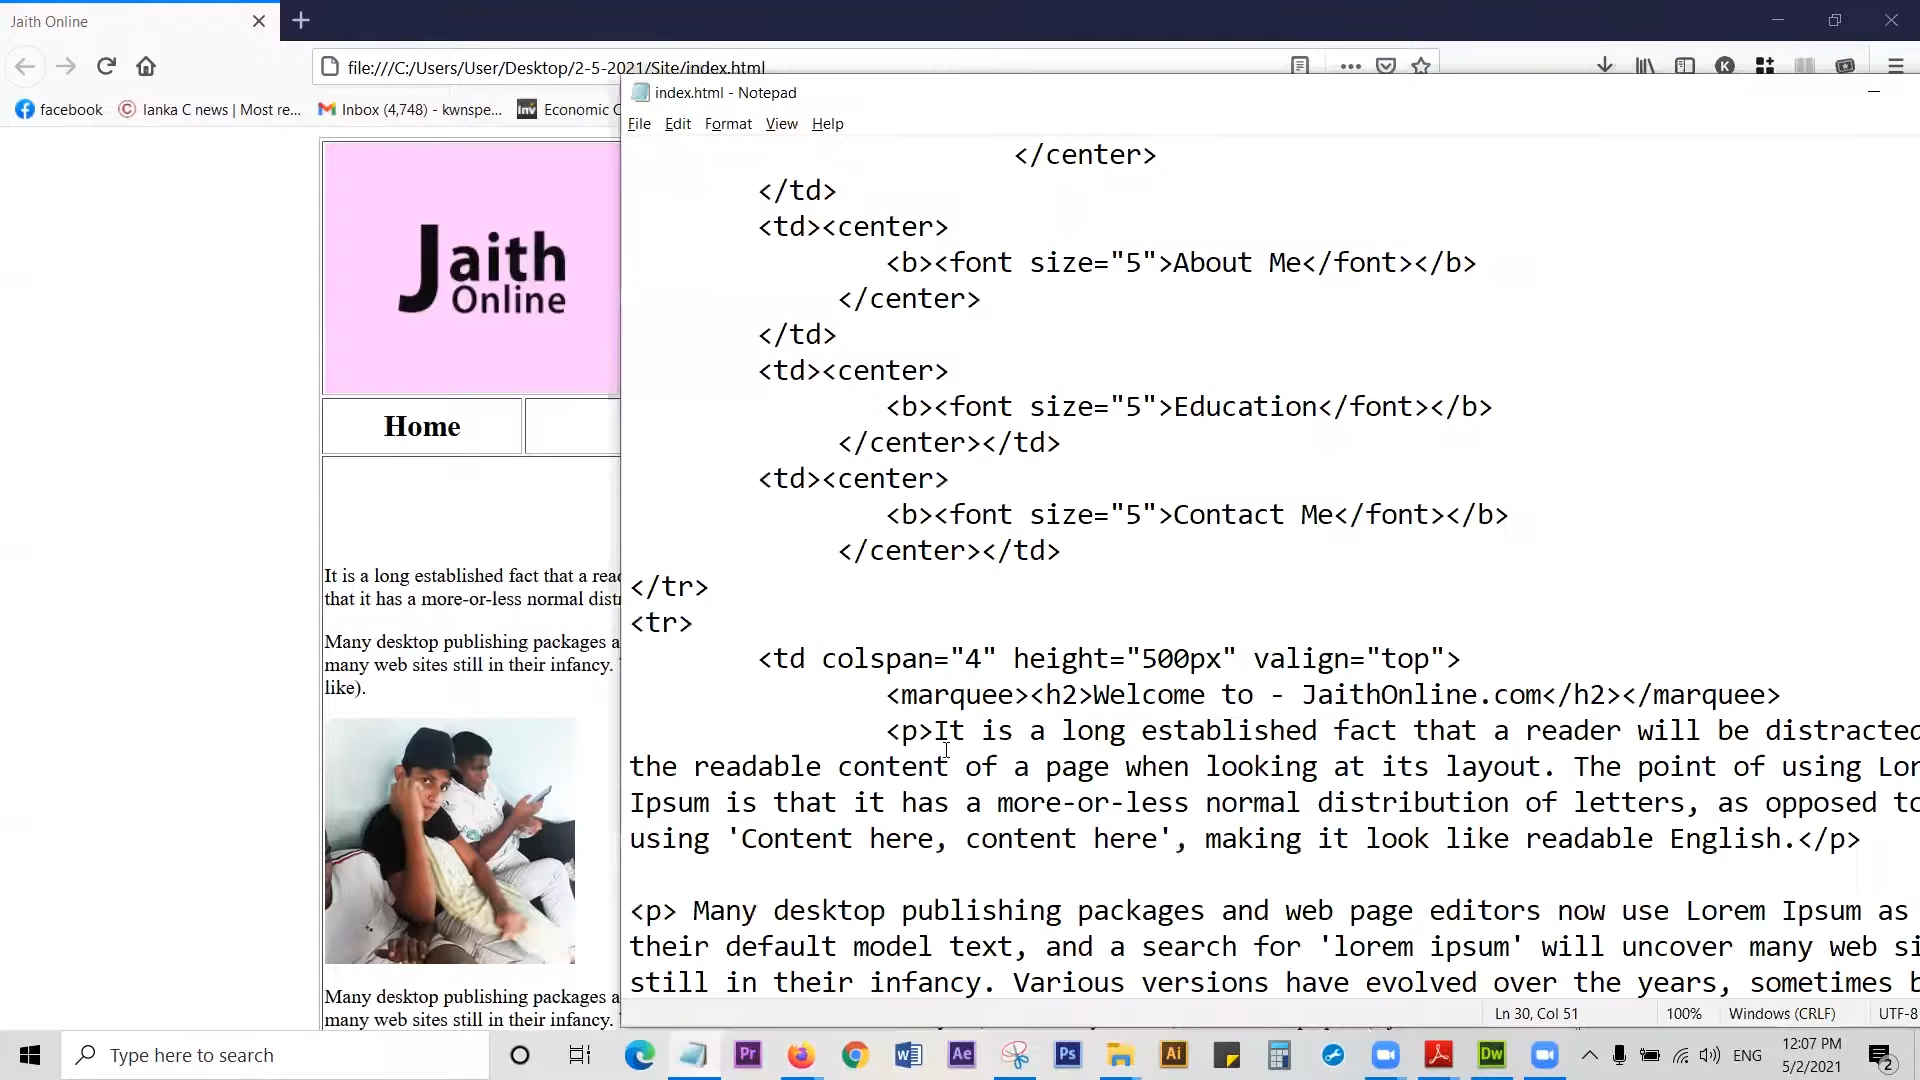 Jaith Online
file:///C:/Users/User/Desktop/2-5-2021/Site/index.html
facebook
lanka C news | Most re...
Inbox (4,748) - kwnspe...
Economic
index.html - Notepad
File Edit Format View Help
</center>
</td>
<td><center>
<b><font size="5">About Me</font></b>
</center>
</td>
<td><center>
<b><font size="5">Education</font></b>
</center></td>
<td><center>
<b><font size="5">Contact Me</font></b>
</center></td>
</tr>
<tr>
<td colspan="4" height="500px" valign="top">
<marquee><h2>Welcome to - JaithOnline.com</h2></marquee>
<p>It is a long established fact that a reader will be distracted
the readable content of a page when looking at its layout. The point of using Lor
Ipsum is that it has a more-or-less normal distribution of letters, as opposed to
using 'Content here, content here', making it look like readable English.</p>
<p> Many desktop publishing packages and web page editors now use Lorem Ipsum as
their default model text, and a search for 'lorem ipsum' will uncover many web si
still in their infancy. Various versions have evolved over the years, sometimes b
Ln 30, Col 51
100%
Windows (CRLF)
UTF-8
Jaith
Online
Home
It is a long established fact that a rea
that it has a more-or-less normal dist
Many desktop publishing packages a
many web sites still in their infancy.
like).
Many desktop publishing packages a
many web sites still in their infancy.
Type here to search
ENG
12:07 PM
5/2/2021
2